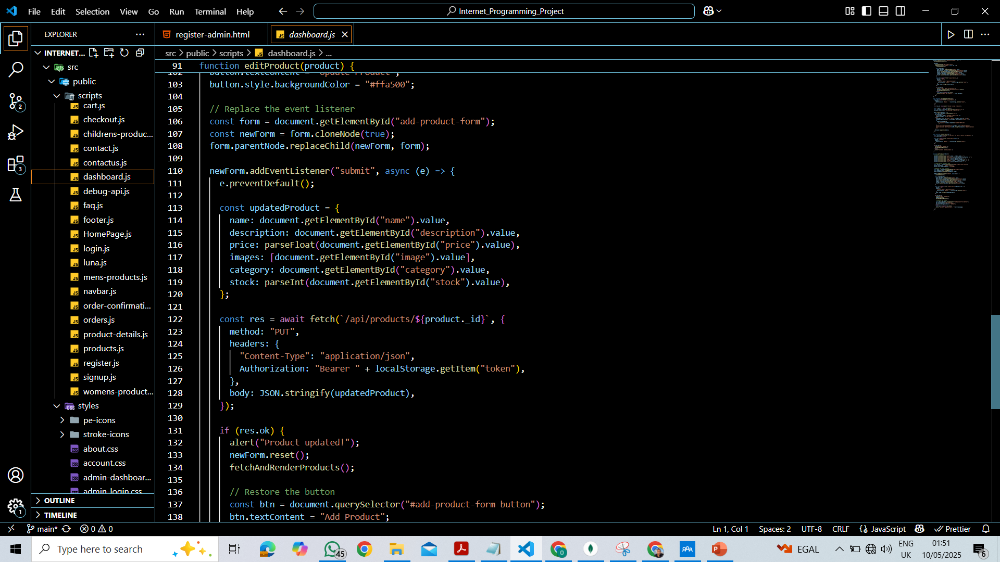 File Edit Selection View Go Run Terminal Help
Internet_Programming_Project
EXPLORER
register-admin.html
dashboard.js
INTERNET...
src > public > scripts > dashboard.js > ...
src
public
scripts
cart.js
checkout.js
childrens-produc...
contact.js
contactus.js
dashboard.js
debug-api.js
faq.js
footer.js
HomePage.js
login.js
luna.js
mens-products.js
navbar.js
order-confirmati...
orders.js
product-details.js
products.js
register.js
signup.js
womens-product...
styles
pe-icons
stroke-icons
about.css
account.css
admin-dashboar...
admin-login.css
OUTLINE
TIMELINE
2
3
1
91 function editProduct(product) {
102 button.textContent = "Update Product";
103 button.style.backgroundColor = "#ffa500";
104
105 // Replace the event listener
106 const form = document.getElementById("add-product-form");
107 const newForm = form.cloneNode(true);
108 form.parentNode.replaceChild(newForm, form);
109
110 newForm.addEventListener("submit", async (e) => {
111 e.preventDefault();
112
113 const updatedProduct = {
114 name: document.getElementById("name").value,
115 description: document.getElementById("description").value,
116 price: parseFloat(document.getElementById("price").value),
117 images: [document.getElementById("image").value],
118 category: document.getElementById("category").value,
119 stock: parseInt(document.getElementById("stock").value),
120 };
121
122 const res = await fetch(`/api/products/${product._id}`, {
123 method: "PUT",
124 headers: {
125 "Content-Type": "application/json",
126 Authorization: "Bearer " + localStorage.getItem("token"),
127 },
128 body: JSON.stringify(updatedProduct),
129 });
130
131 if (res.ok) {
132 alert("Product updated!");
133 newForm.reset();
134 fetchAndRenderProducts();
135
136 // Restore the button
137 const btn = document.querySelector("#add-product-form button");
138 btn.textContent = "Add Product";
main* 0 0
Ln 1, Col 1 Spaces: 2 UTF-8 CRLF JavaScript Prettier
Type here to search
45
EGAL
ENG
UK
01:51
10/05/2025
6